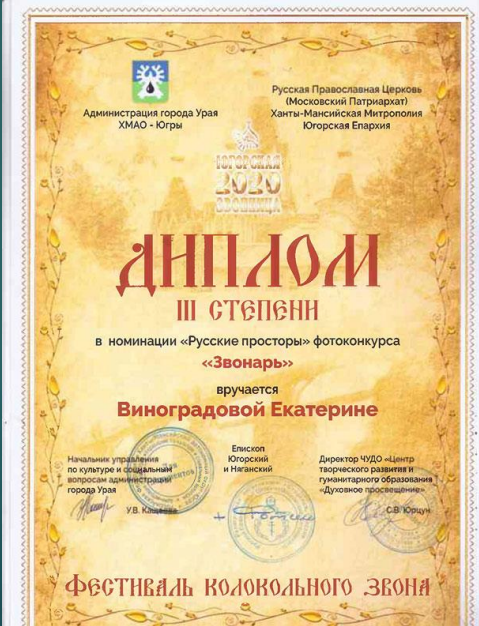 Администрация города Урая
ХМАО - Югры
Русская Православная Церковь
(Московский Патриархат)
Ханты-Мансийская Митрополия
Югорская Епархия
ЮГОРСКАЯ
2020
ЗВОННИЦА
ДИПЛОМ
III СТЕПЕНИ
в номинации «Русские просторы» фотоконкурса
«Звонарь»
вручается
Виноградовой Екатерине
Начальник управления
по культуре и социальным
вопросам администрации
города Урая
У.В. Кащеева
Епископ
Югорский
и Няганский
Директор ЧУДО «Центр
творческого развития и
гуманитарного образования
«Духовное просвещение»
С.В. Юрцун
ФЕСТИВАЛЬ КОЛОКОЛЬНОГО ЗВОНА